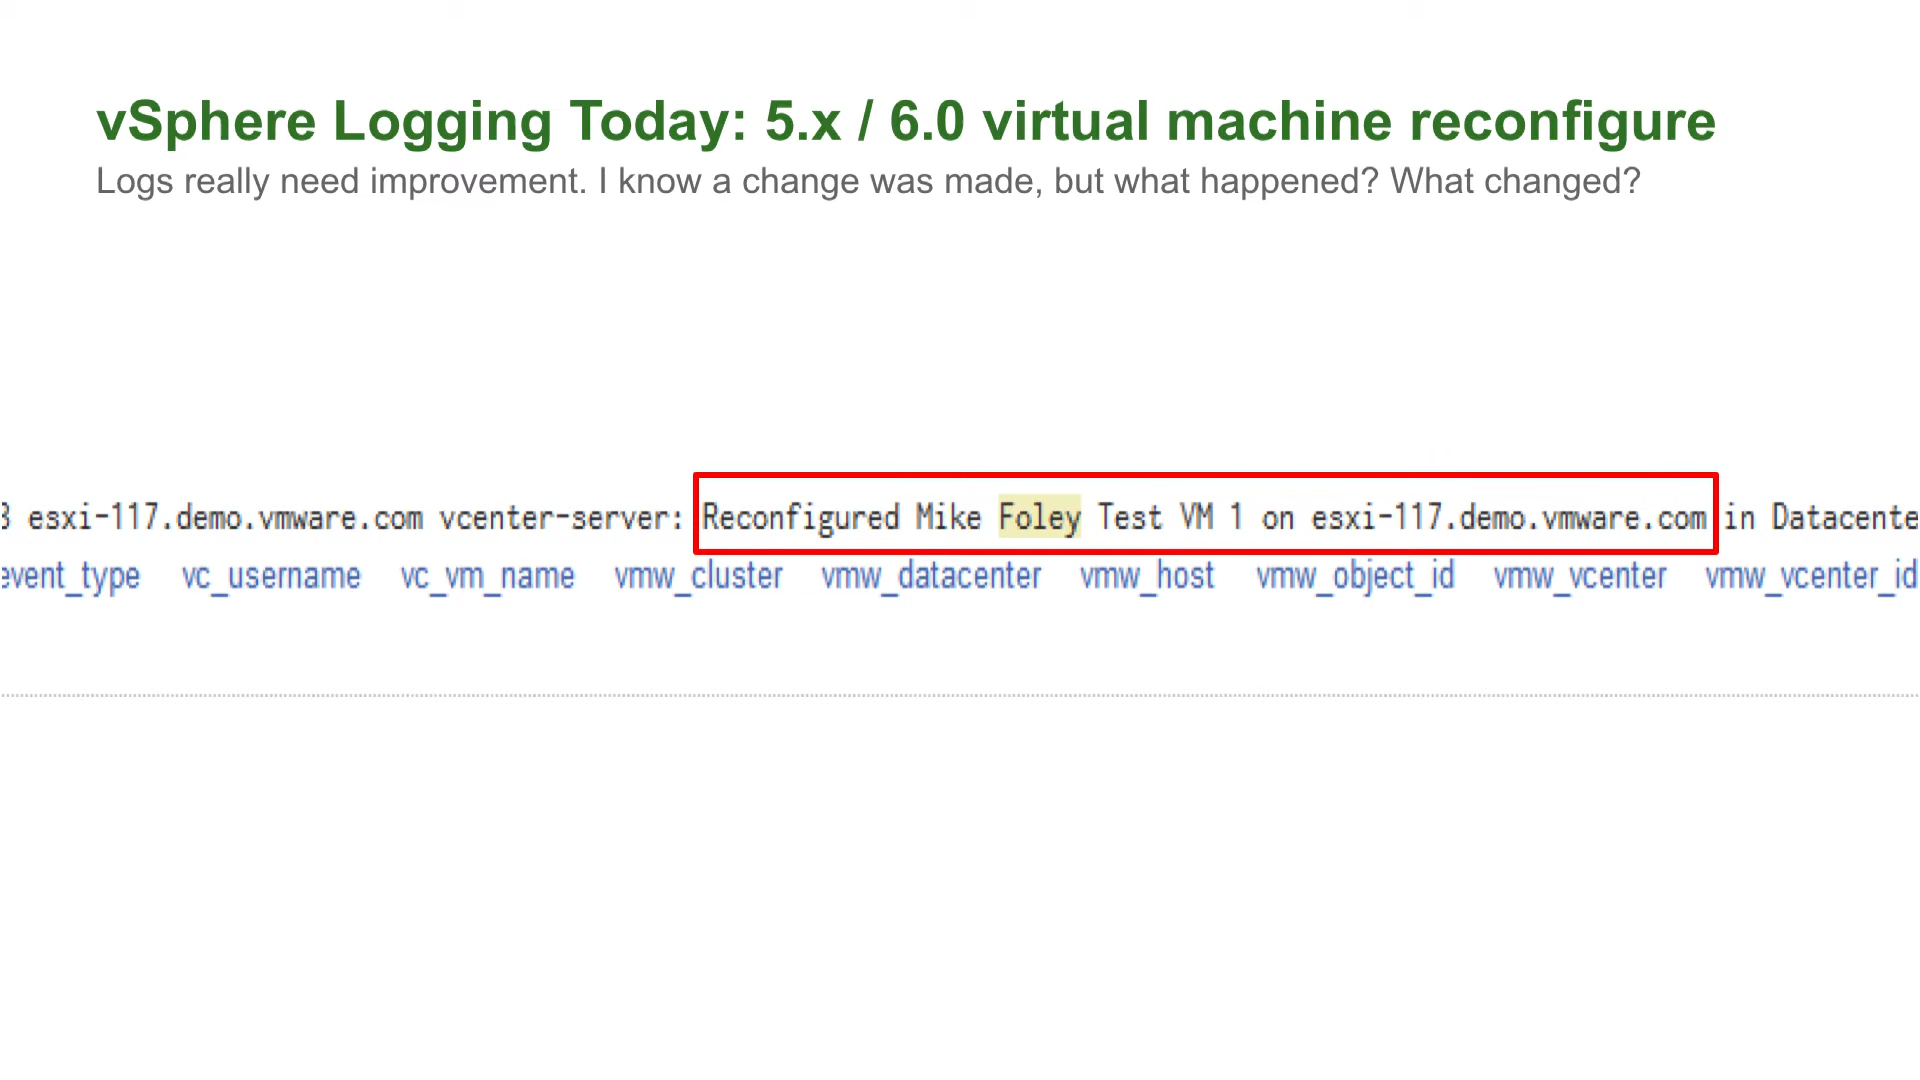 vSphere Logging Today: 5.x / 6.0 virtual machine reconfigure
Logs really need improvement. I know a change was made, but what happened? What changed?
esxi-117.demo.vmware.com vcenter-server: Reconfigured Mike Foley Test VM 1 on esxi-117.demo.vmware.com in Datacente
event_type vc_username vc_vm_name vmw_cluster vmw_datacenter vmw_host vmw_object_id vmw_vcenter vmw_vcenter_id